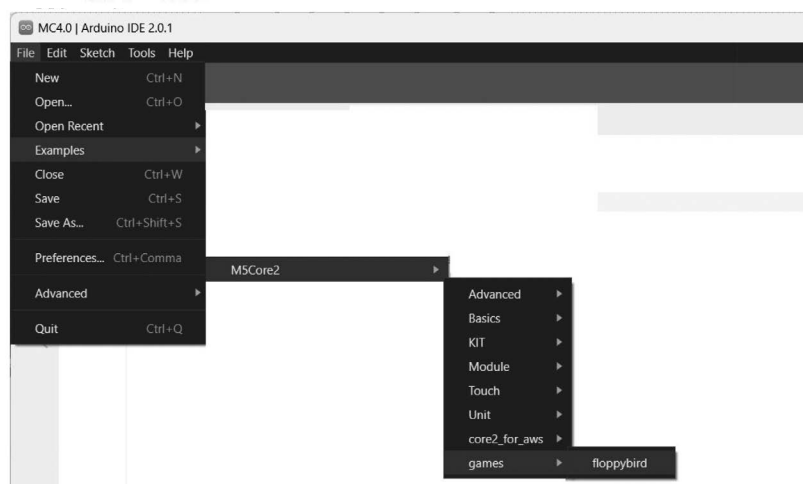 MC4.0 | Arduino IDE 2.0.1
File Edit Sketch Tools Help
New Ctrl+N
Open... Ctrl+O
Open Recent
Examples
Close Ctrl+W
Save Ctrl+S
Save As... Ctrl+Shift+S
Preferences... Ctrl+Comma
Advanced
Quit Ctrl+Q
M5Core2
Advanced
Basics
KIT
Module
Touch
Unit
core2_for_aws
games
floppybird